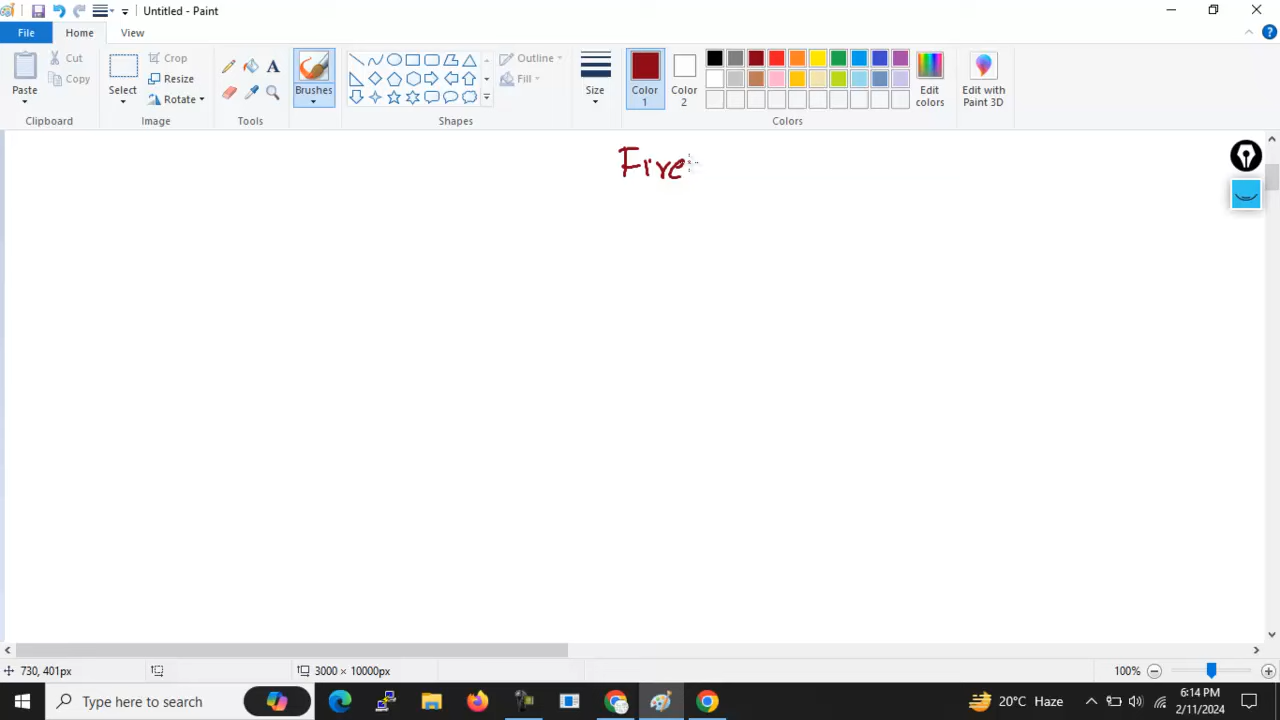 Untitled - Paint
File
Home
View
Paste
Cut
Copy
Clipboard
Select
Crop
Resize
Rotate
Image
A
Tools
Brushes
Shapes
Outline
Fill
Size
Color 1
Color 2
Edit colors
Edit with Paint 3D
Colors
Five
730, 401px
3000 × 10000px
100%
Type here to search
20°C Haze
6:14 PM
2/11/2024